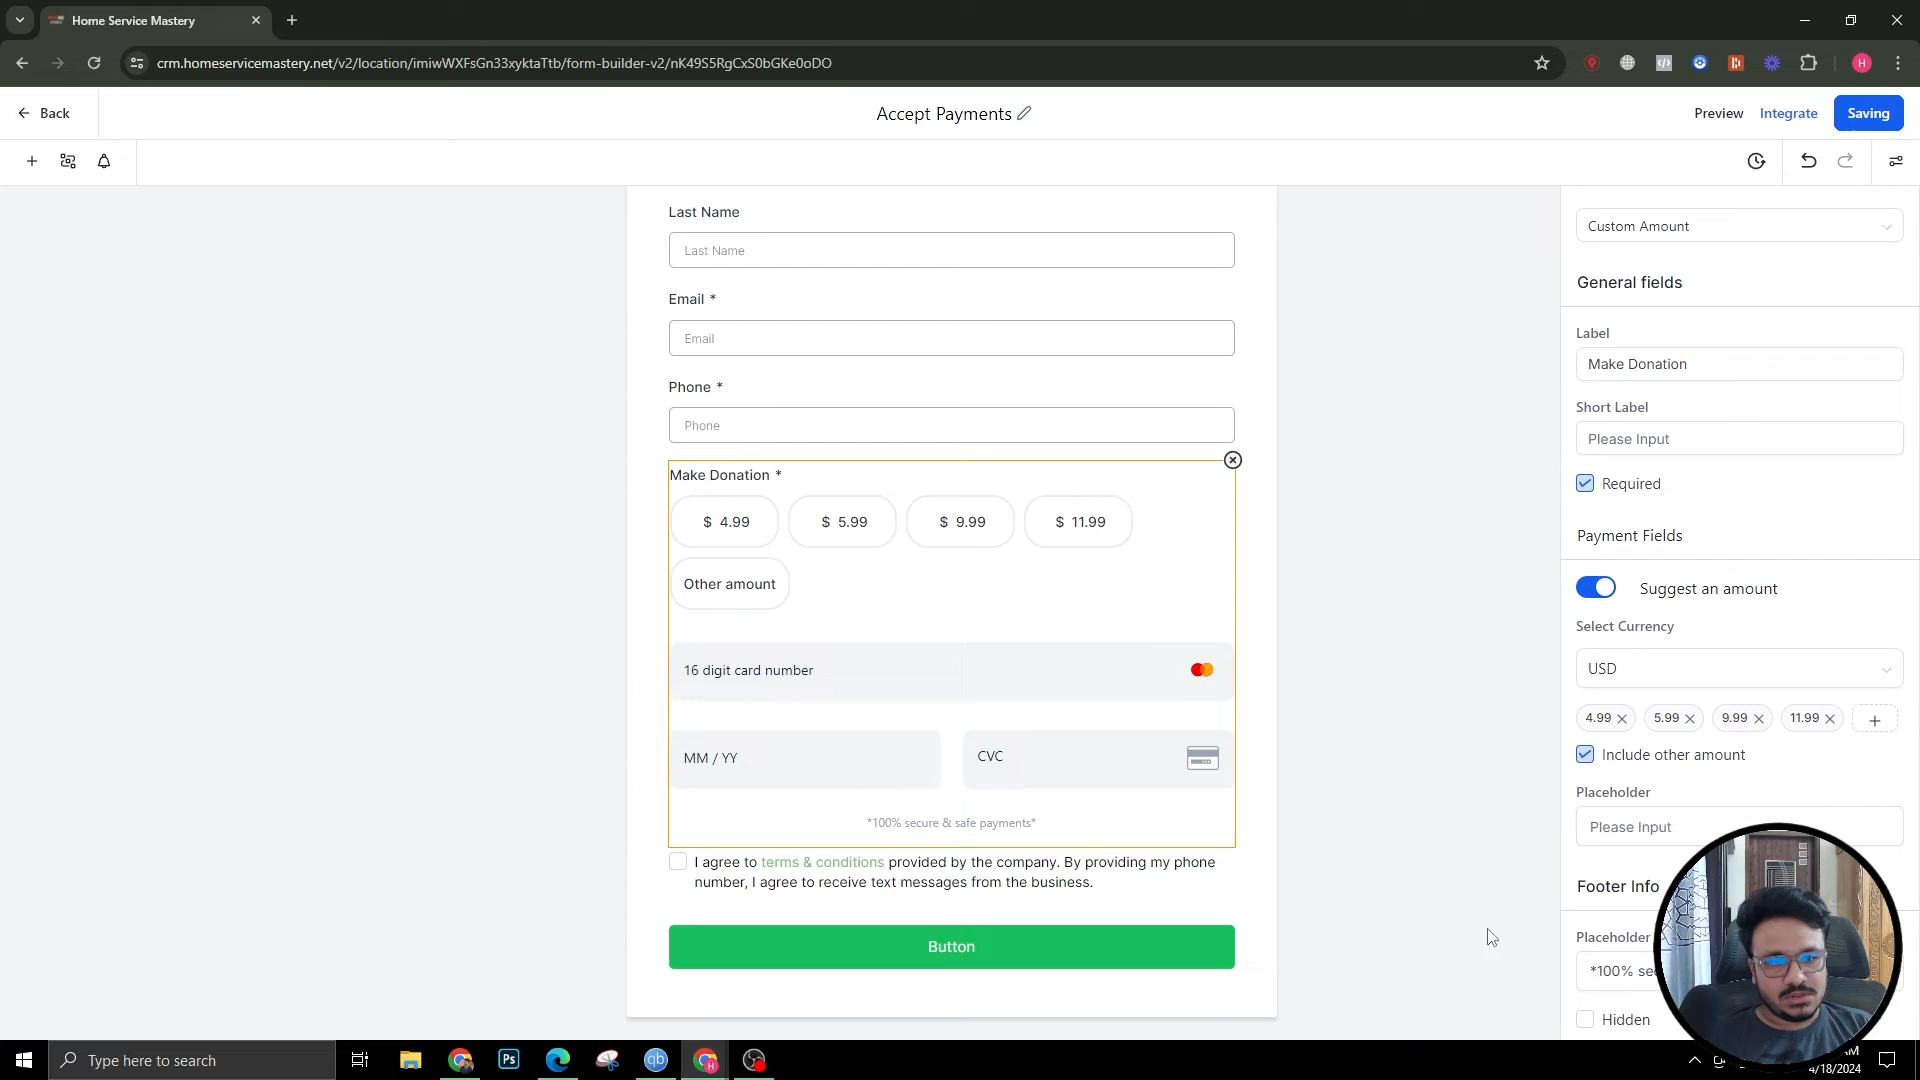 Home Service Mastery
crm.homeservicemastery.net/v2/location/imiwWXFsGn33xyktaTtb/form-builder-v2/nK49S5RgCxS0bGKe0oDO
H
Back
Accept Payments
Preview
Integrate
Saving
Last Name
Last Name
Email *
Email
Phone *
Phone
Make Donation *
$ 4.99
$ 5.99
$ 9.99
$ 11.99
Other amount
16 digit card number
MM / YY
CVC
*100% secure & safe payments*
I agree to terms & conditions provided by the company. By providing my phone
number, I agree to receive text messages from the business.
Button
Custom Amount
General fields
Label
Make Donation
Short Label
Please Input
Required
Payment Fields
Suggest an amount
Select Currency
USD
4.99
5.99
9.99
11.99
Include other amount
Placeholder
Please Input
Footer Info
Placeholder
*100% sec
Hidden
Type here to search
Ps
qb
H
AM
4/18/2024